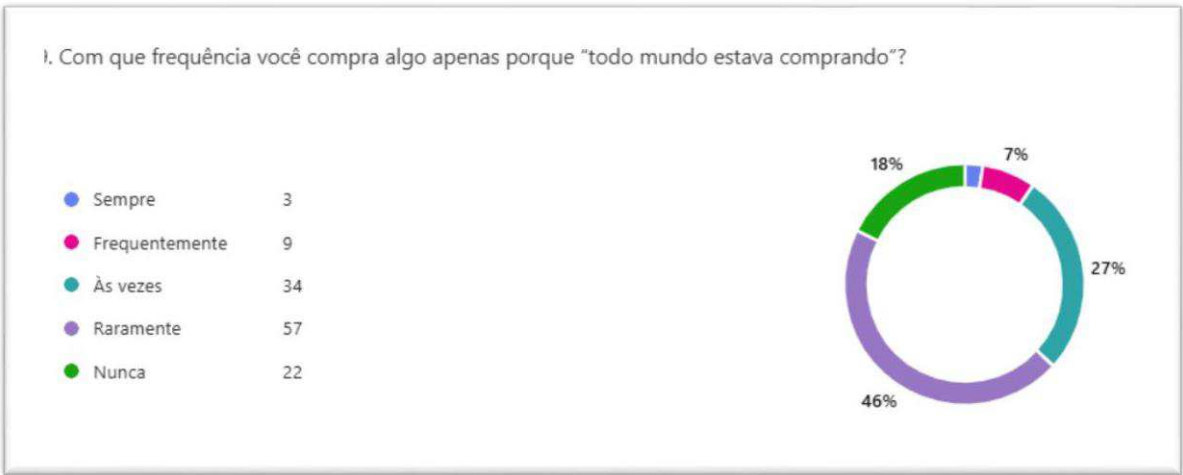 . Com que frequência você compra algo apenas porque "todo mundo estava comprando"?
Sempre 3
Frequentemente 9
Às vezes 34
Raramente 57
Nunca 22
18%
7%
27%
46%